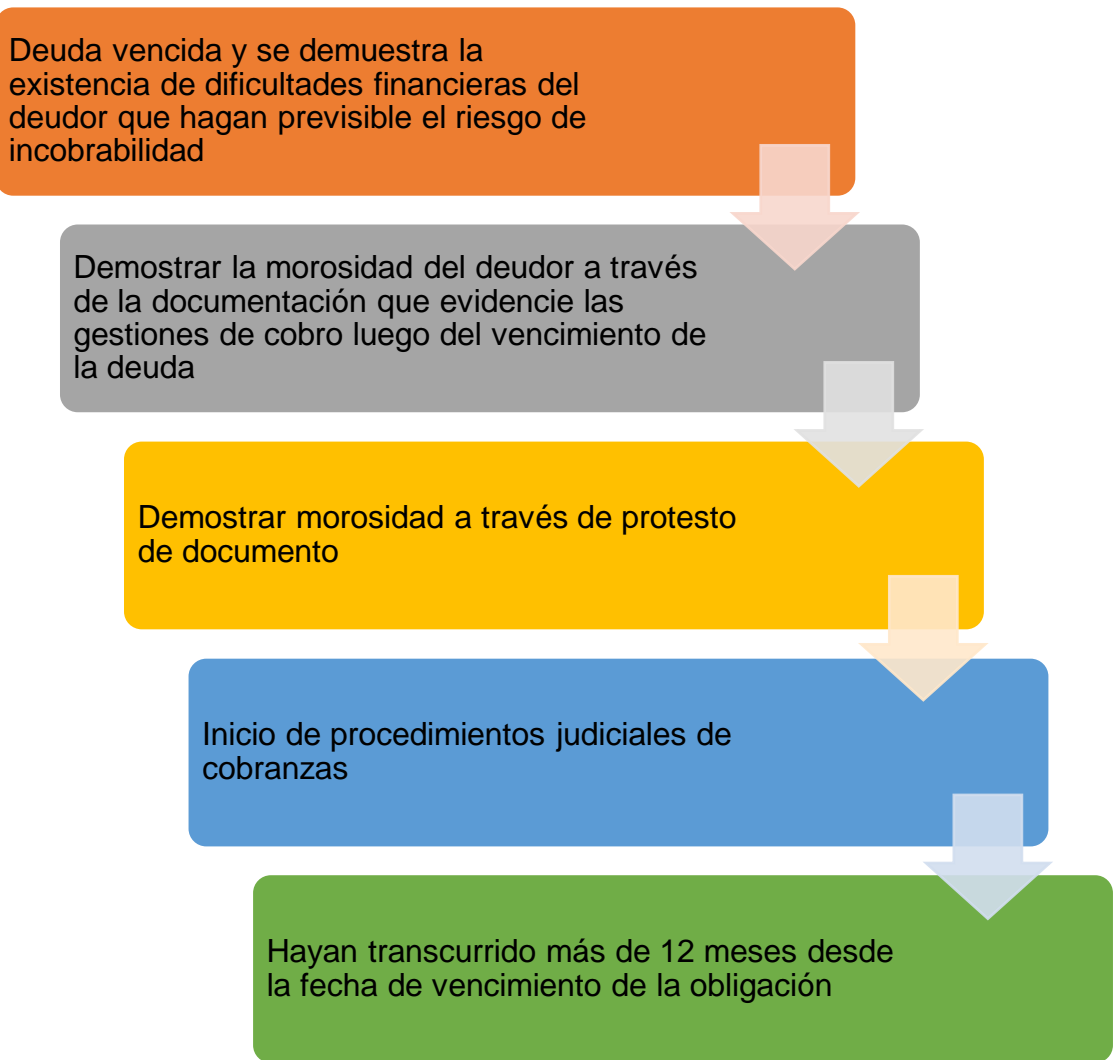 Deuda vencida y se demuestra la
existencia de dificultades financieras del
deudor que hagan previsible el riesgo de
incobrabilidad
Demostrar la morosidad del deudor a través
de la documentación que evidencie las
gestiones de cobro luego del vencimiento de
la deuda
Demostrar morosidad a través de protesto
de documento
Inicio de procedimientos judiciales de
cobranzas
Hayan transcurrido más de 12 meses desde
la fecha de vencimiento de la obligación